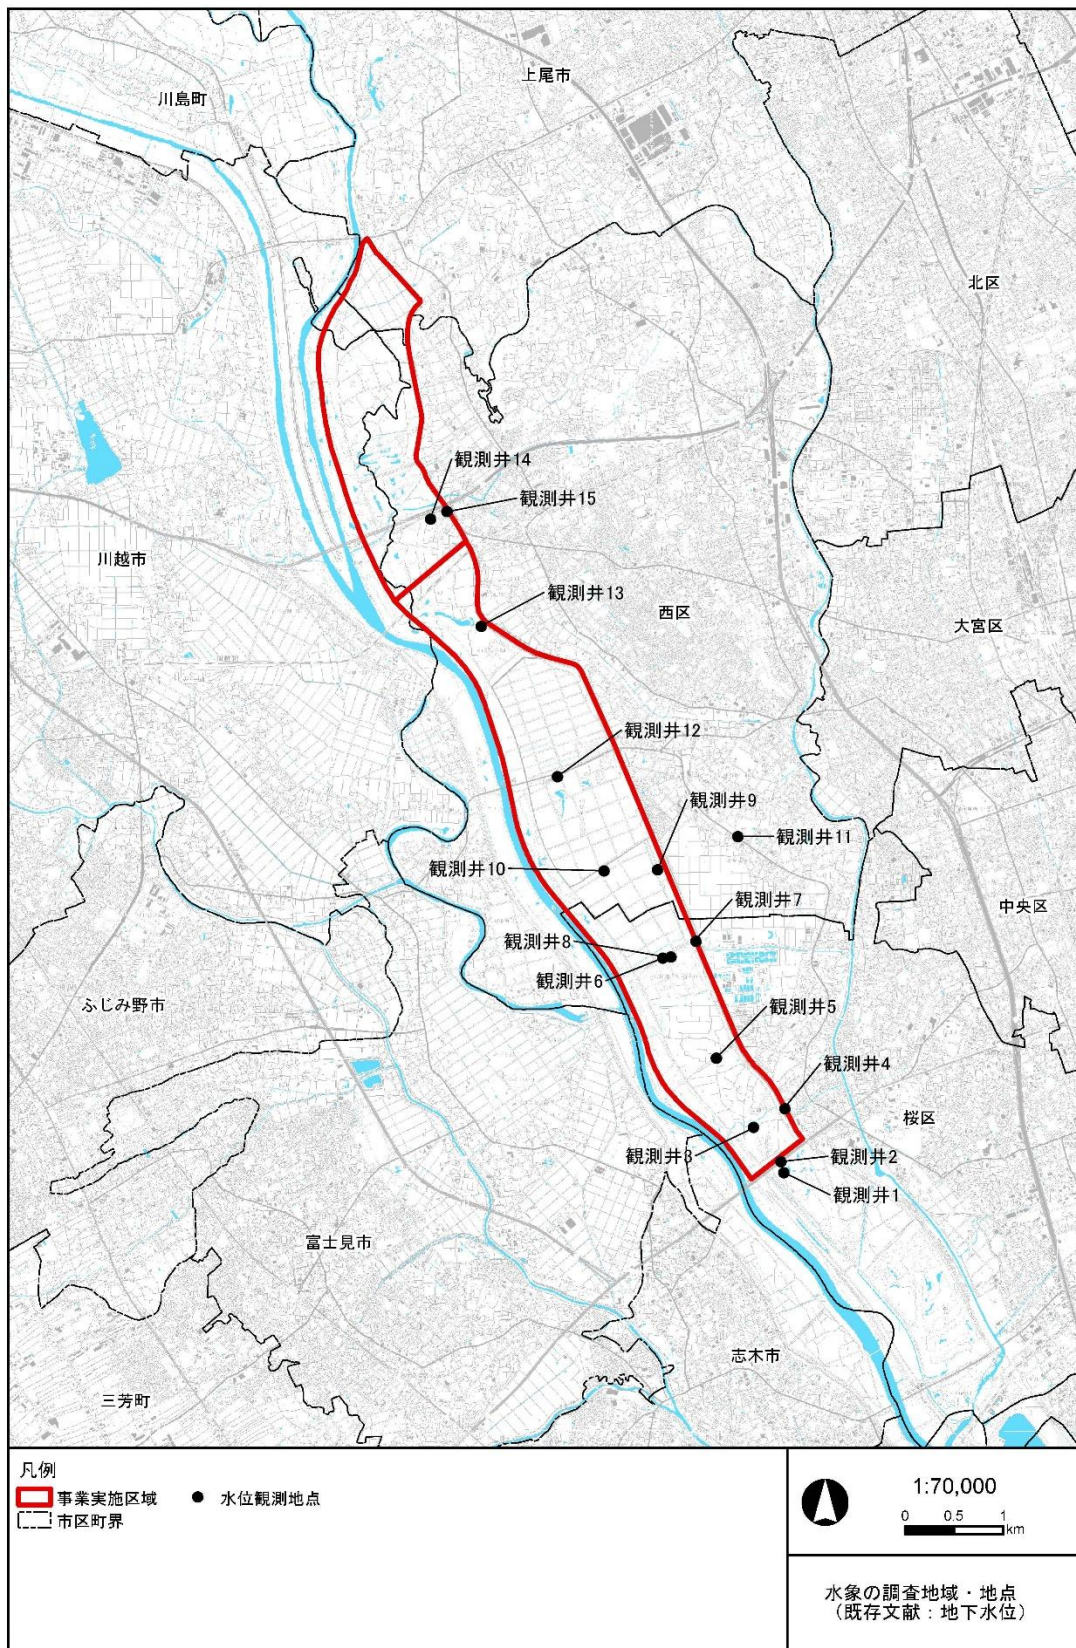 上尾市
川島町
北区
観測井14
観測井15
川越市
観測井13
西区
大宮区
観測井12
観測井9
観測井11
観測井10
中央区
観測井7
観測井8
観測井6
ふじみ野市
観測井5
観測井4
桜区
観測井3
観測井2
観測井1
富士見市
志木市
三芳町
凡例
事業実施区域
水位観測地点
市区町界
1:70,000
0 0.5 1
km
水象の調査地域・地点
(既存文献:地下水位)